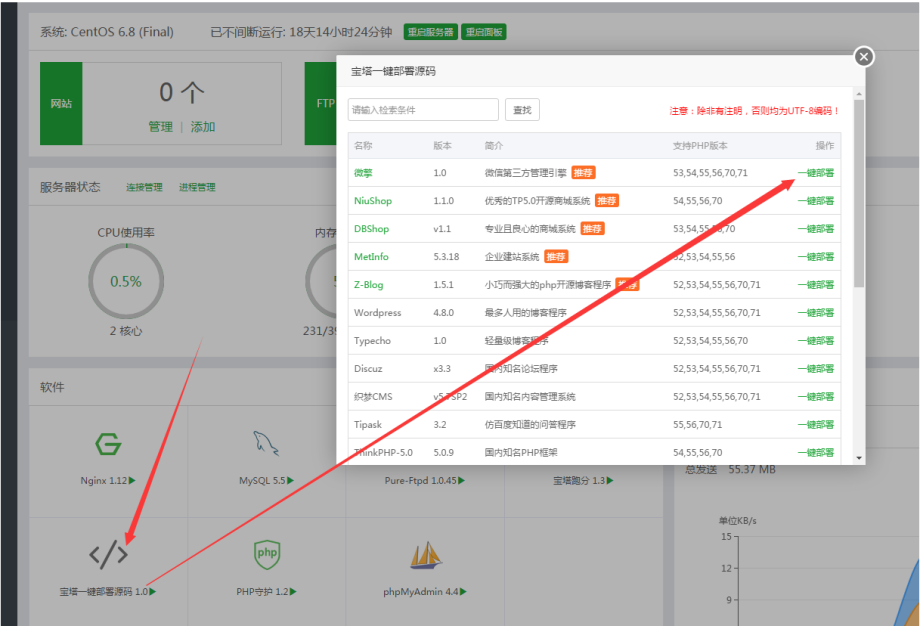 系统: CentOS 6.8 (Final) 已不间断运行: 18天14小时24分钟 重启服务器 重启面板
网站
0 个
管理 | 添加
FTP
服务器状态 连接管理 进程管理
CPU使用率
0.5%
2 核心
内存
231/39
软件
Nginx 1.12
MySQL 5.5
Pure-Ftpd 1.0.45
宝塔跑分 1.3
宝塔一键部署源码 1.0
PHP守护 1.2
phpMyAdmin 4.4
宝塔一键部署源码
请输入检索条件 查找 注意：除非有注明，否则均为UTF-8编码！
名称 版本 简介 支持PHP版本 操作
微擎 1.0 微信第三方管理引擎 推荐 53,54,55,56,70,71 一键部署
NiuShop 1.1.0 优秀的TP5.0开源商城系统 推荐 54,55,56,70 一键部署
DBShop v1.1 专业且良心的商城系统 推荐 53,54,55,56,70 一键部署
MetInfo 5.3.18 企业建站系统 推荐 52,53,54,55,56 一键部署
Z-Blog 1.5.1 小巧而强大的php开源博客程序 推荐 52,53,54,55,56,70,71 一键部署
Wordpress 4.8.0 最多人用的博客程序 52,53,54,55,56,70,71 一键部署
Typecho 1.0 轻量级博客程序 52,53,54,55,56,70 一键部署
Discuz x3.3 国内知名论坛程序 52,53,54,55,56,70,71 一键部署
织梦CMS v5.7SP2 国内知名内容管理系统 52,53,54,55,56,70,71 一键部署
Tipask 3.2 仿百度知道的问答程序 55,56,70,71 一键部署
ThinkPHP-5.0 5.0.9 国内知名PHP框架 54,55,56,70 一键部署
总发送 55.37 MB
单位KB/s
15
12
9